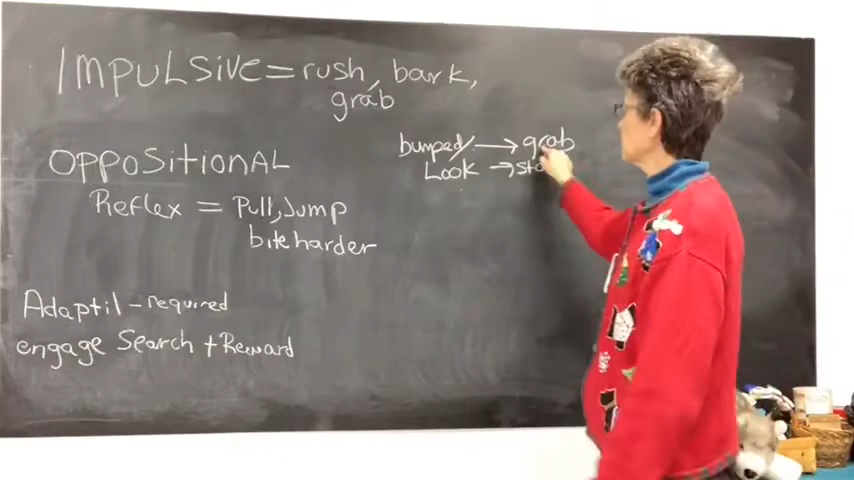 IMPULSIVE = rush, bark,
grab
OPPOSITIONAL
Reflex = Pull, Jump
bite harder
Adaptil - required
engage Search + Reward
bumped/ → grab
Look →